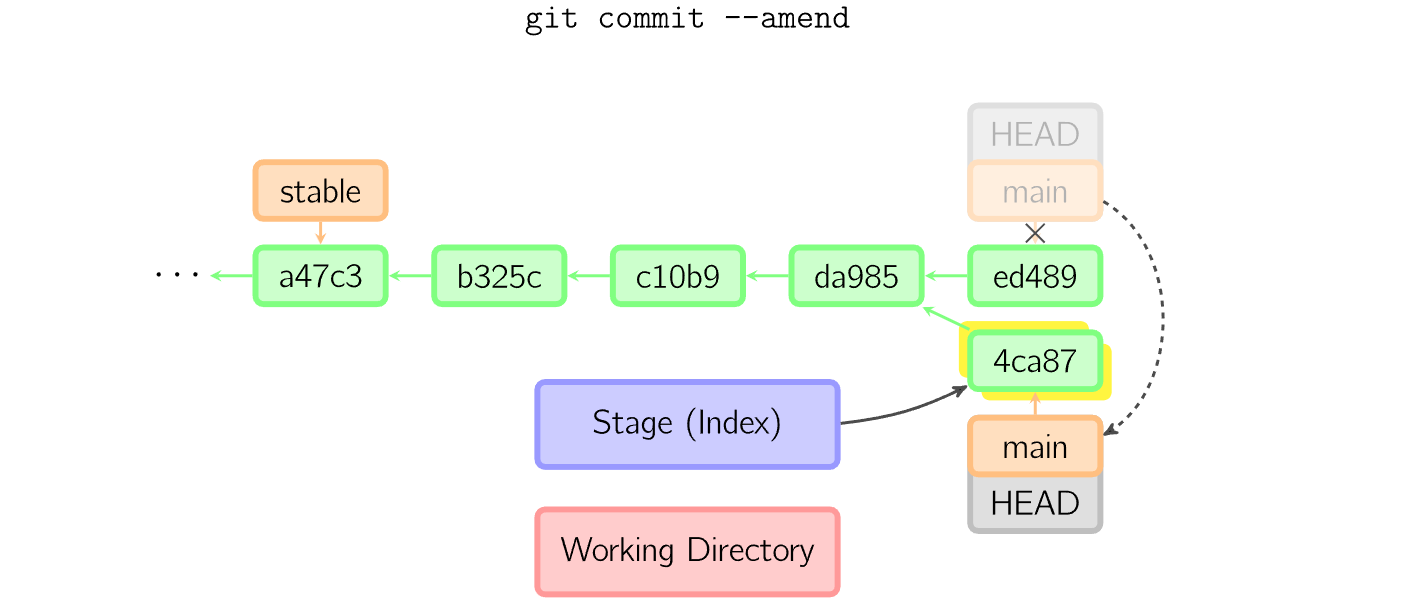 git commit --amend
HEAD
main
stable
... a47c3 b325c c10b9 da985 ed489
4ca87
Stage (Index)
main
HEAD
Working Directory